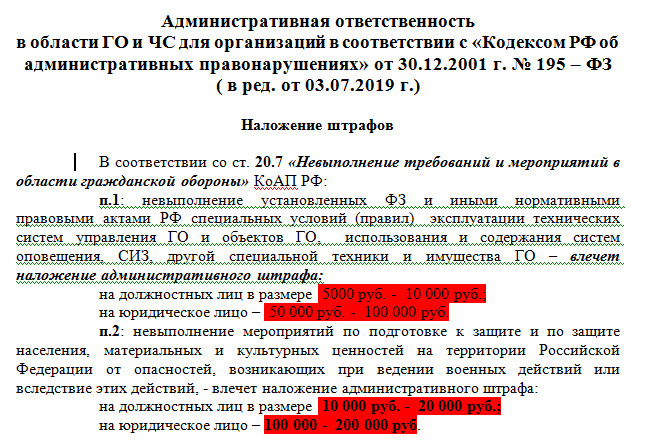 Административная ответственность
в области ГО и ЧС для организаций в соответствии с «Кодексом РФ об
административных правонарушениях» от 30.12.2001 г. № 195 – ФЗ
( в ред. от 03.07.2019 г.)
Наложение штрафов
В соответствии со ст. 20.7 «Невыполнение требований и мероприятий в
области гражданской обороны» КоАП РФ:
п.1: невыполнение установленных ФЗ и иными нормативными
правовыми актами РФ специальных условий (правил) эксплуатации технических
систем управления ГО и объектов ГО, использования и содержания систем
оповещения, СИЗ, другой специальной техники и имущества ГО – влечет
наложение административного штрафа:
на должностных лиц в размере 5000 руб. - 10 000 руб.;
на юридическое лицо – 50 000 руб. - 100 000 руб.
п.2: невыполнение мероприятий по подготовке к защите и по защите
населения, материальных и культурных ценностей на территории Российской
Федерации от опасностей, возникающих при ведении военных действий или
вследствие этих действий, - влечет наложение административного штрафа:
на должностных лиц в размере 10 000 руб. - 20 000 руб.;
на юридическое лицо – 100 000 - 200 000 руб.